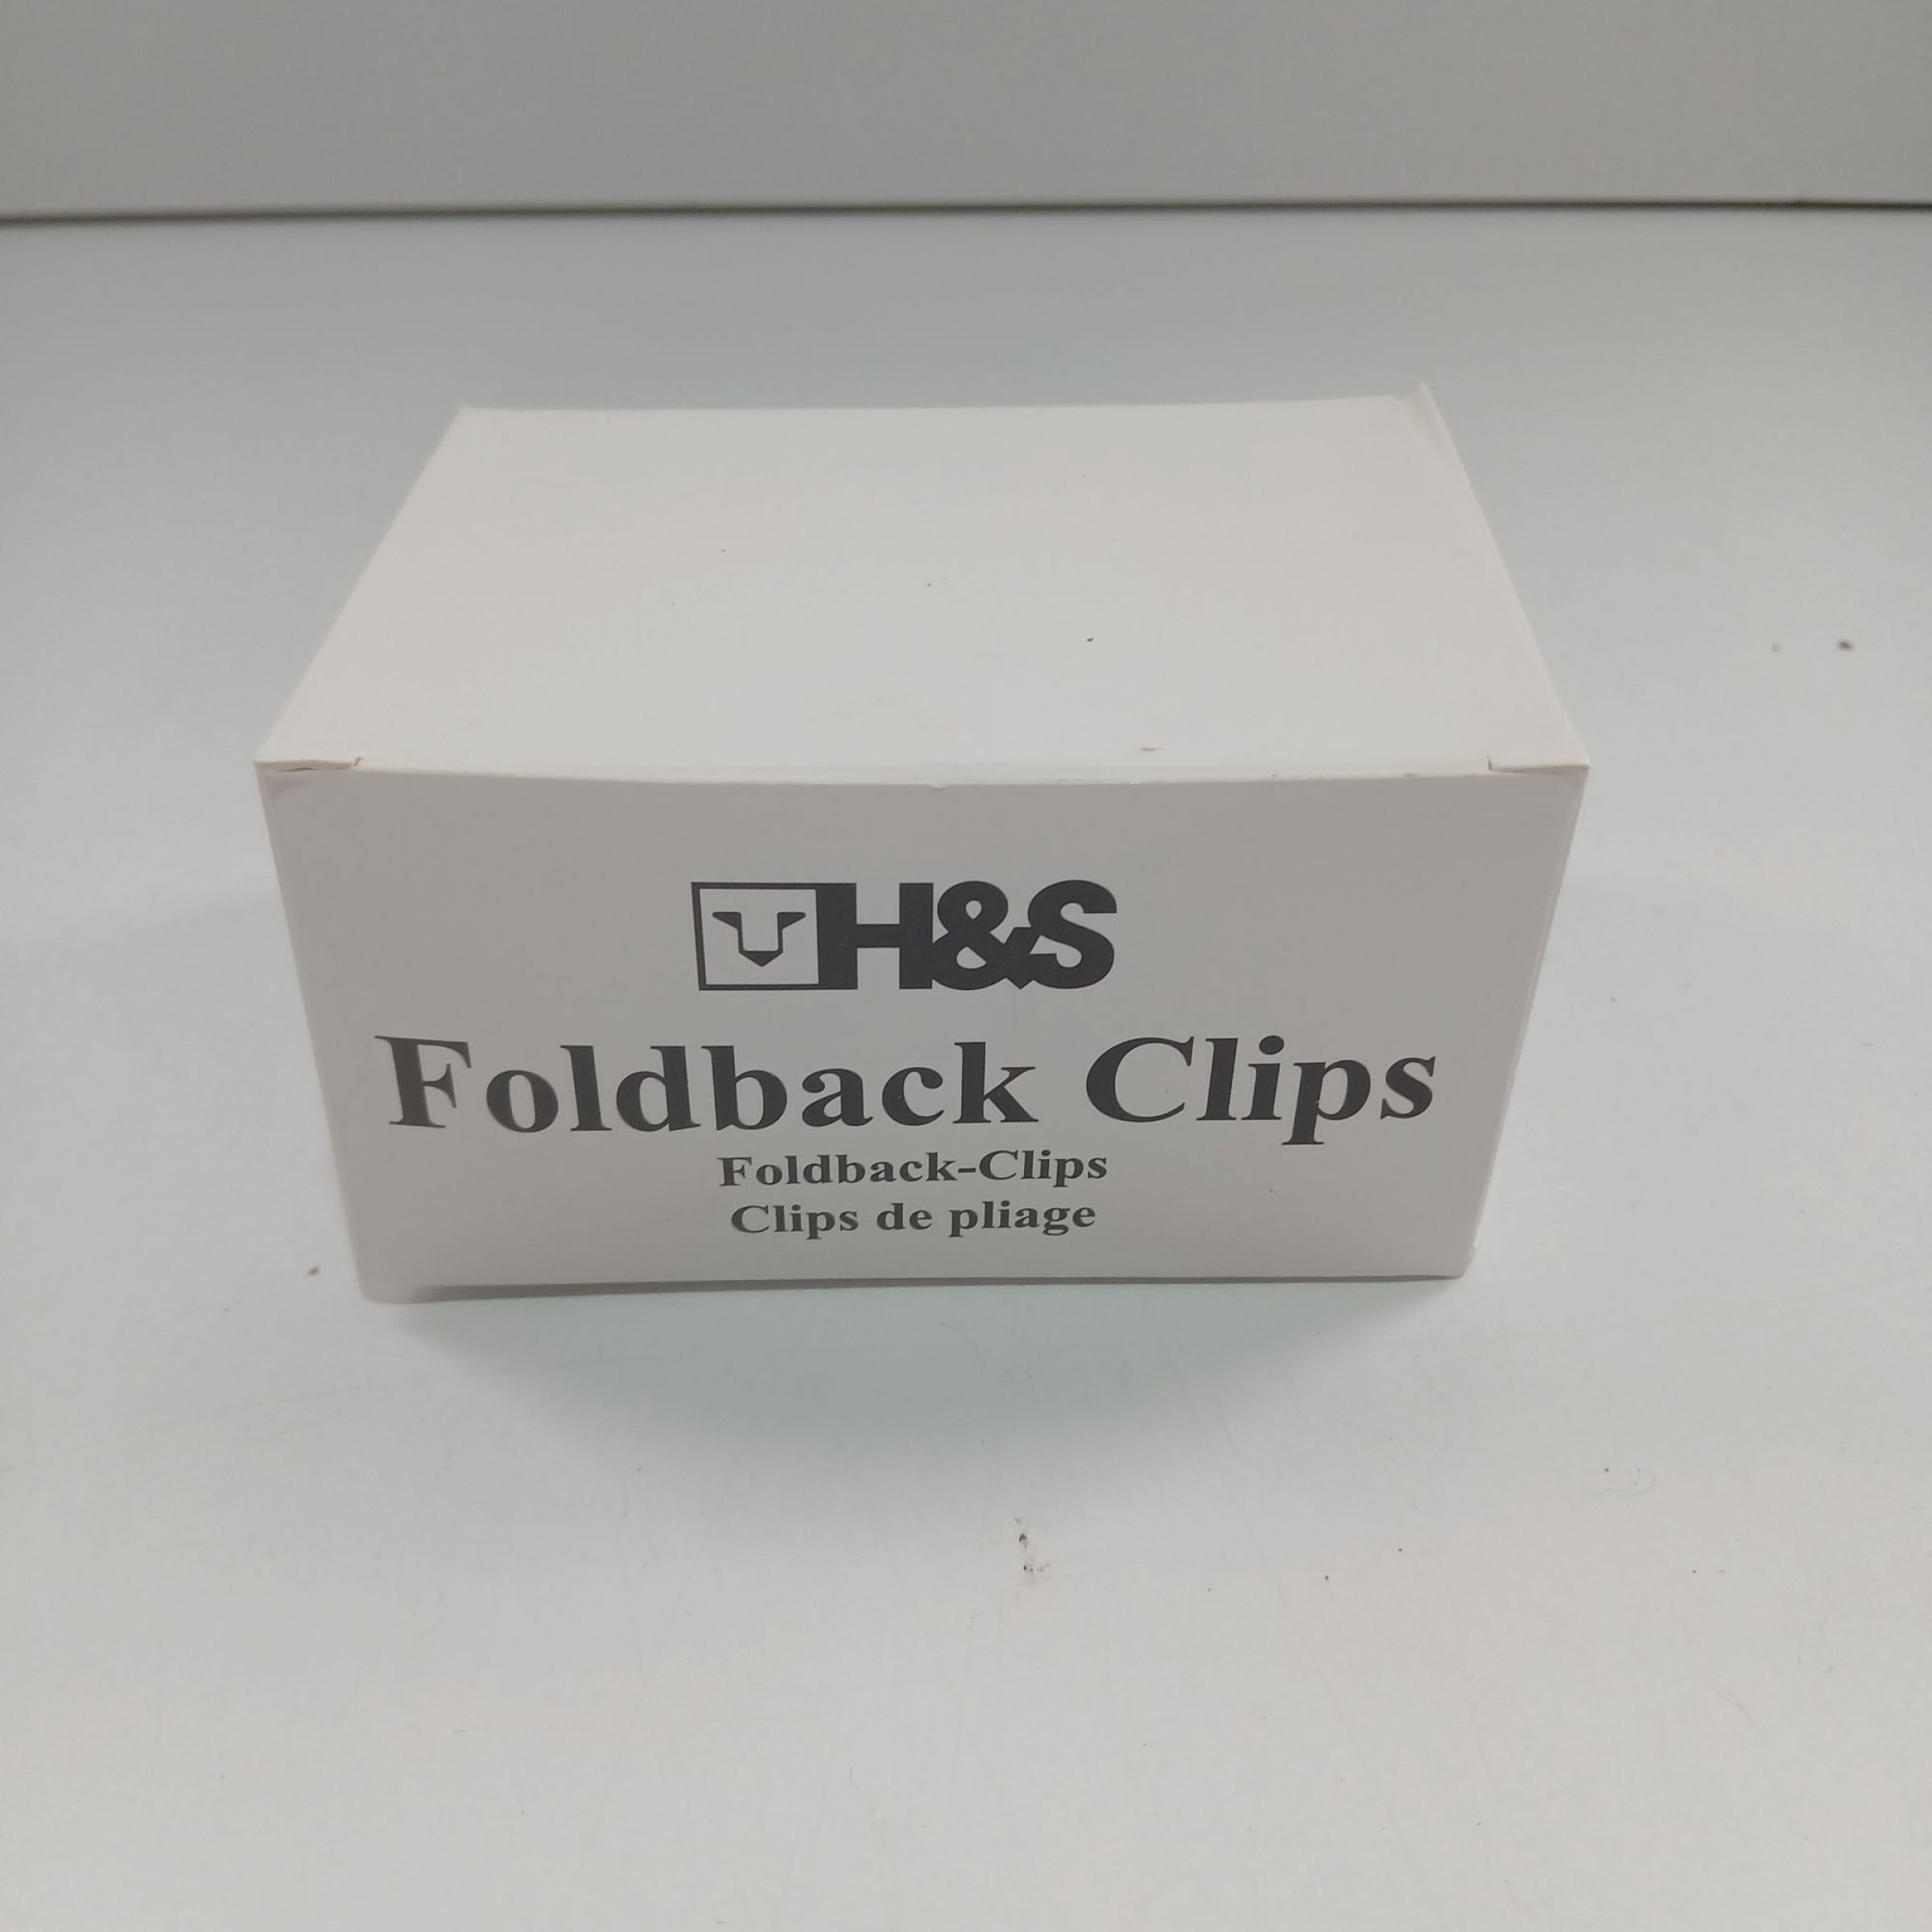 H&S
Foldback Clips
Foldback-Clips
Clips de pliage